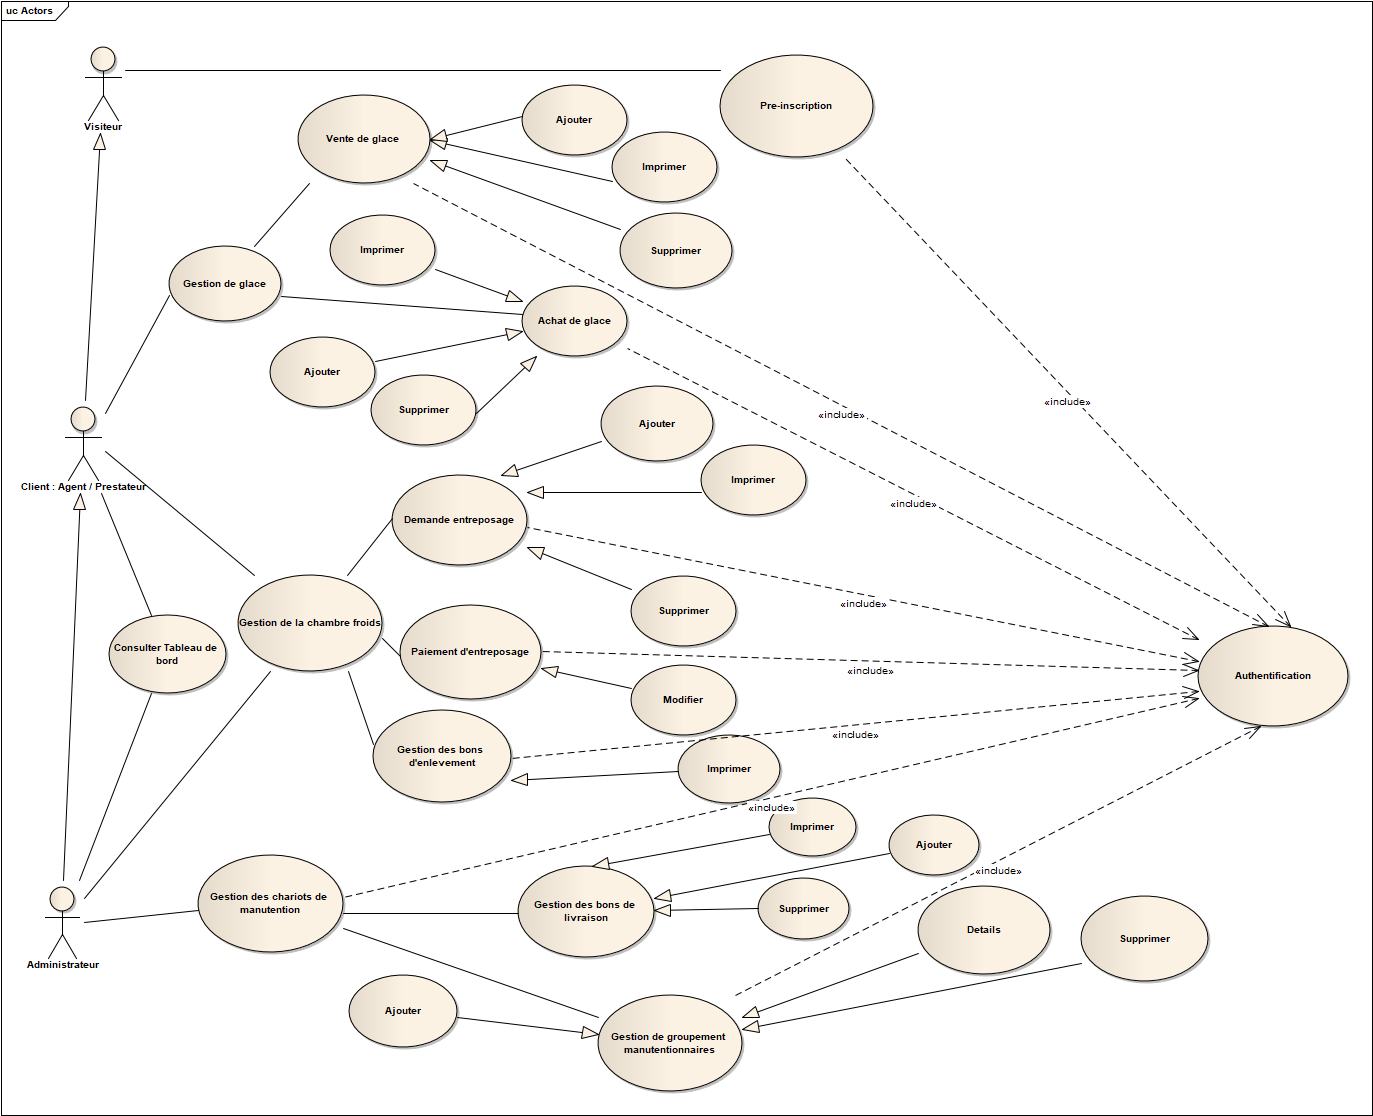 uc Actors
Visiteur
Pre-inscription
Vente de glace
Ajouter
Imprimer
Supprimer
Imprimer
Gestion de glace
Achat de glace
Ajouter
Supprimer
«include»
«include»
Ajouter
Imprimer
Client : Agent / Prestateur
«include»
Demande entreposage
«include»
Supprimer
Gestion de la chambre froids
Consulter Tableau de
bord
Paiement d'entreposage
«include»
Authentification
Modifier
«include»
Gestion des bons
d'enlevement
Imprimer
«include»
Imprimer
Ajouter
«include»
Gestion des chariots de
manutention
Gestion des bons de
livraison
Supprimer
Details
Supprimer
Administrateur
Ajouter
Gestion de groupement
manutentionnaires